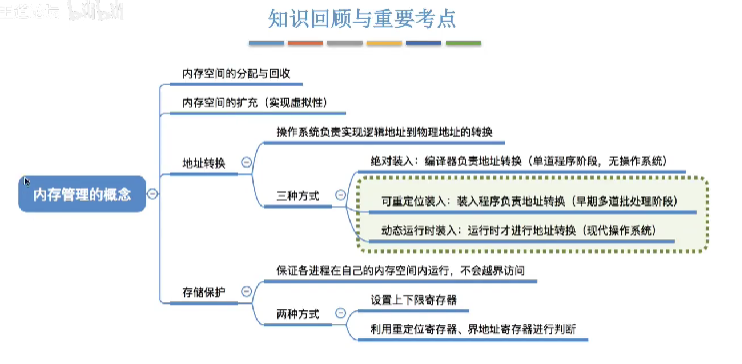 知识回顾与重要考点
内存空间的分配与回收
内存空间的扩充（实现虚拟性）
操作系统负责实现逻辑地址到物理地址的转换
地址转换
绝对装入：编译器负责地址转换（单道程序阶段，无操作系统）
三种方式
可重定位装入：装入程序负责地址转换（早期多道批处理阶段）
动态运行时装入：运行时才进行地址转换（现代操作系统）
内存管理的概念
保证各进程在自己的内存空间内运行，不会越界访问
存储保护
设置上下限寄存器
两种方式
利用重定位寄存器、界地址寄存器进行判断